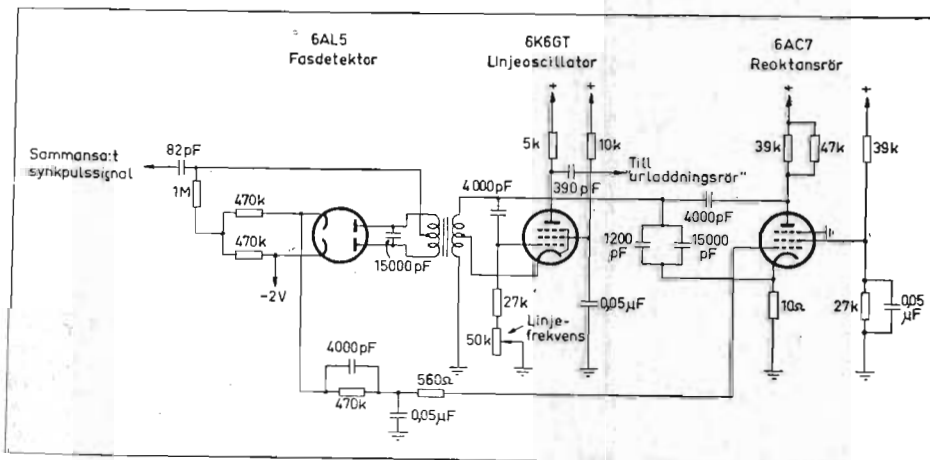 6AL5
Fasdetektor
6K6GT
Linjeoscillator
6AC7
Reaktansrör
+
+
+
+
5k
10k
39k
47k
39k
82pF
Sammansatt
synkpulssignal
1M
470k
470k
-2V
15000pF
4000pF
390pF
Till
"urladdningsrör"
4000pF
1200
pF
15000
pF
27k
50k
Linje-
frekvens
0,05µF
10Ω
27k
0,05
µF
4000pF
470k
560Ω
0,05µF